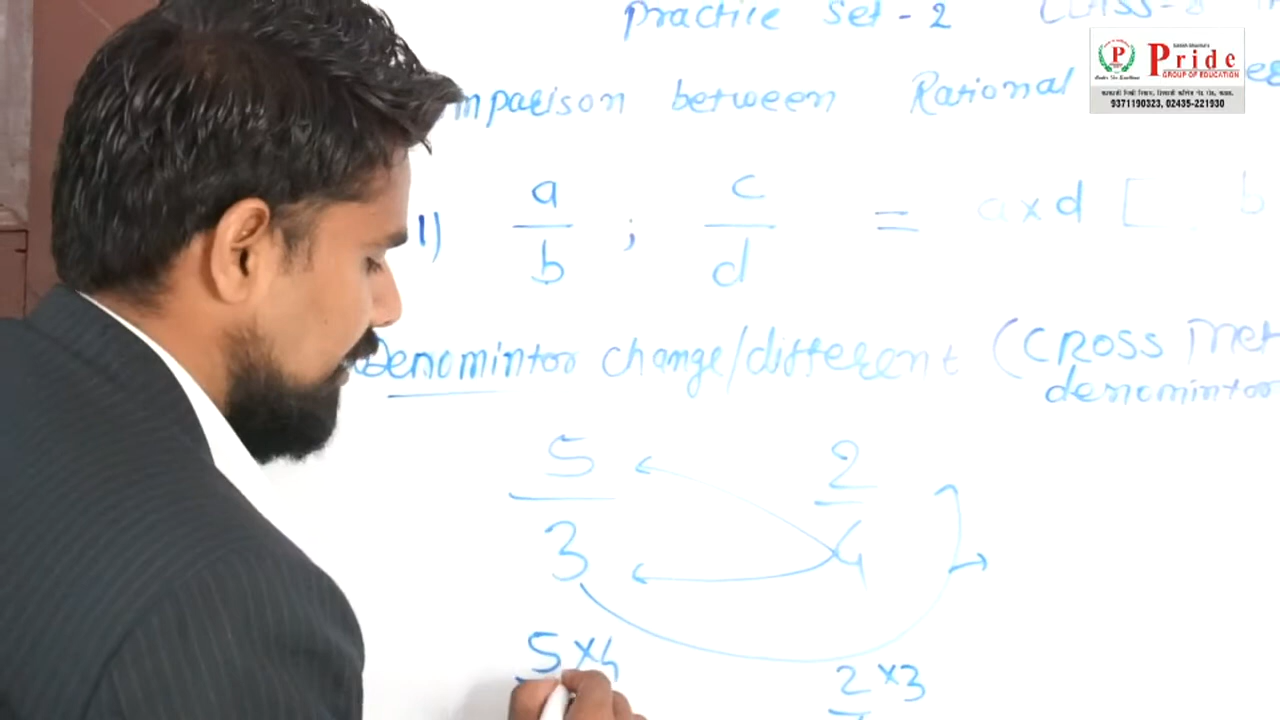 Practice Set - 2 CLASS-8
Pride
GROUP OF EDUCATION
9371190323, 02435-221930
mparison between Rational
1) a/b ; c/d = a x d [ b
Denomintor change/different (CROSS Met
denomintor
5/3 2/4
5 x 4 2 x 3